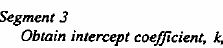 Segment 3
Obtain intercept coefficient, k,